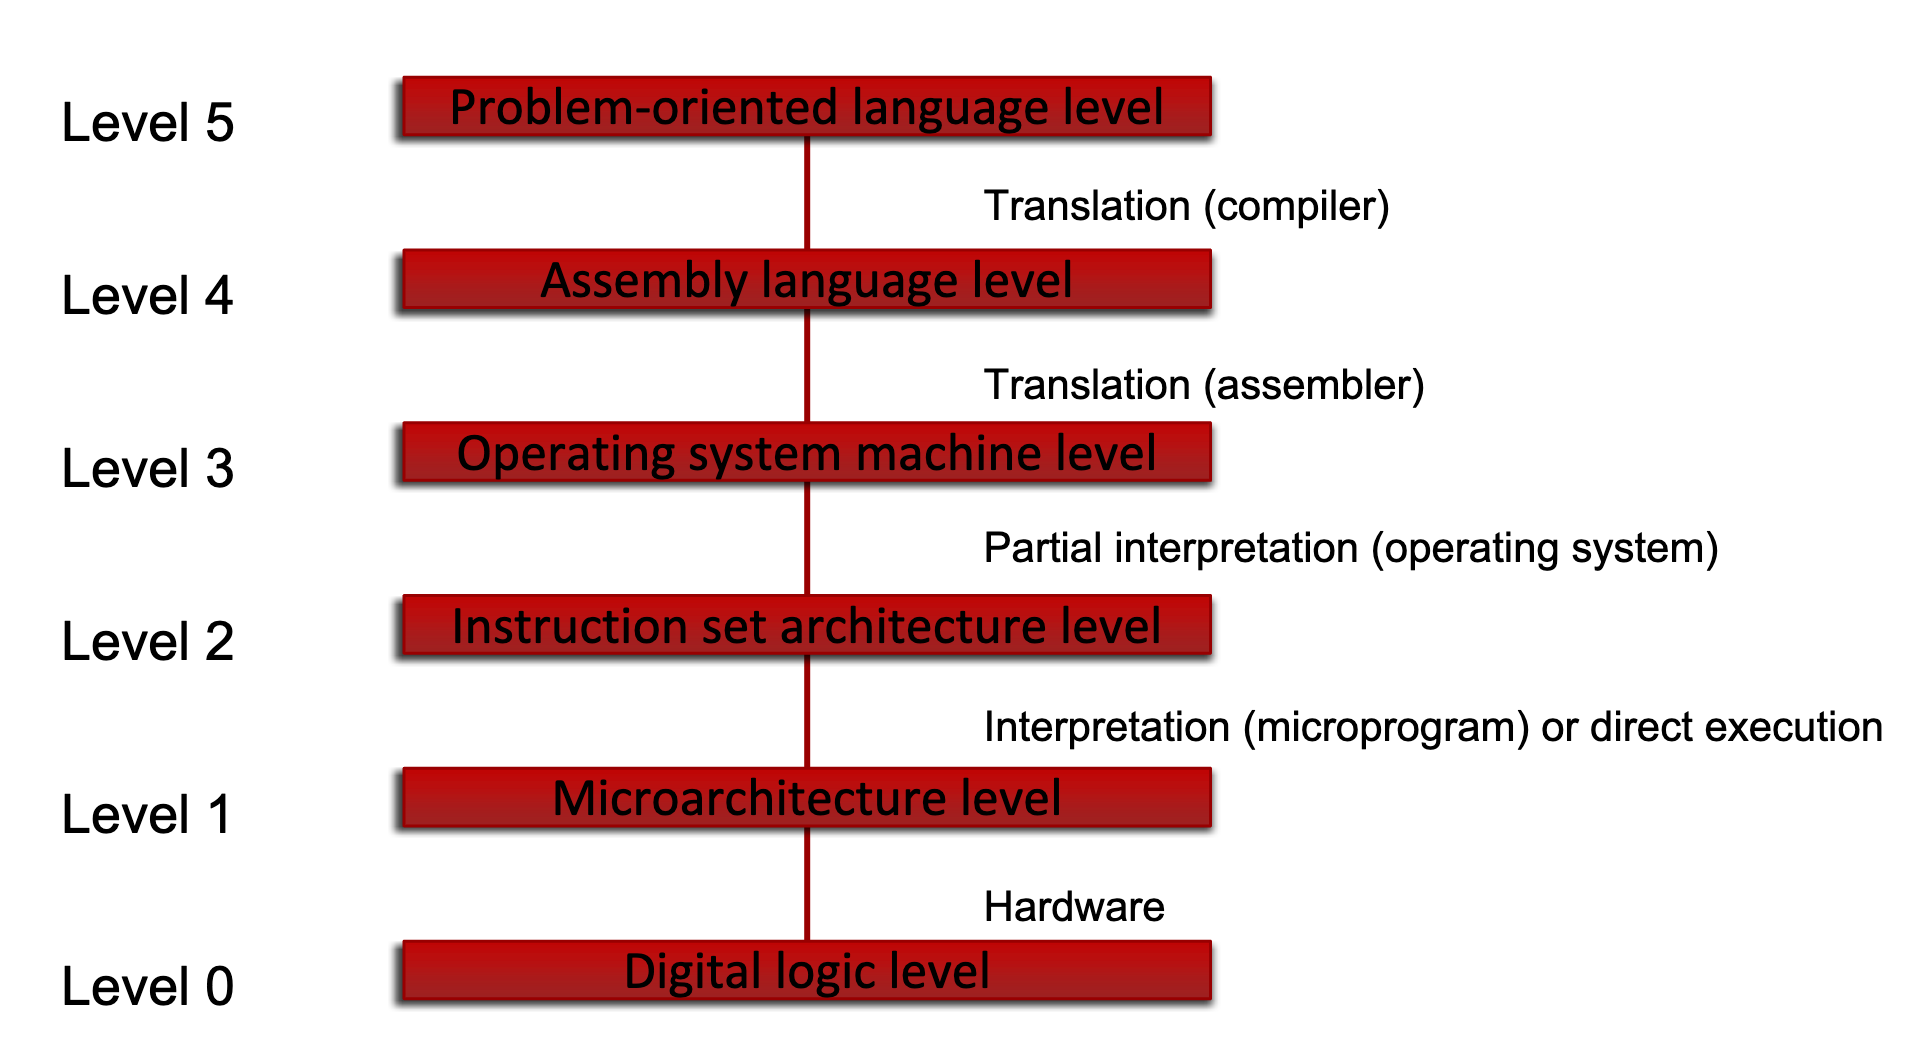 Level 5
Problem-oriented language level
Translation (compiler)
Level 4
Assembly language level
Translation (assembler)
Level 3
Operating system machine level
Partial interpretation (operating system)
Level 2
Instruction set architecture level
Interpretation (microprogram) or direct execution
Level 1
Microarchitecture level
Hardware
Level 0
Digital logic level